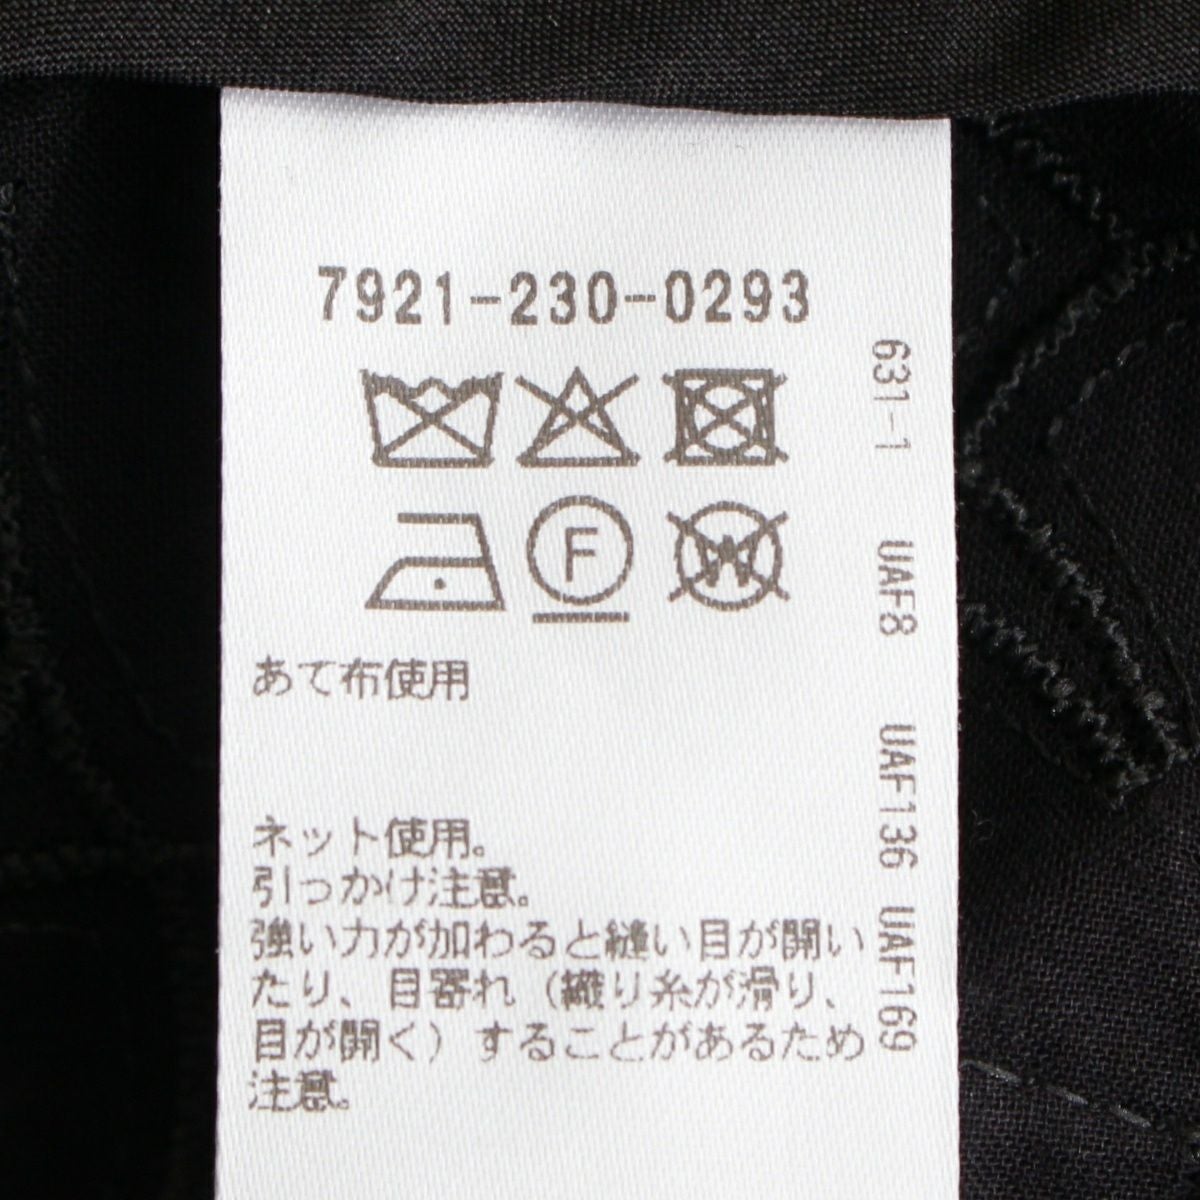 7921-230-0293
F
W
あて布使用
ネット使用。
引っかけ注意。
強い力が加わると縫い目が開い
たり、目寄れ（織り糸が滑り、
目が開く）することがあるため
注意。
631-1 UAF8 UAF136 UAF169